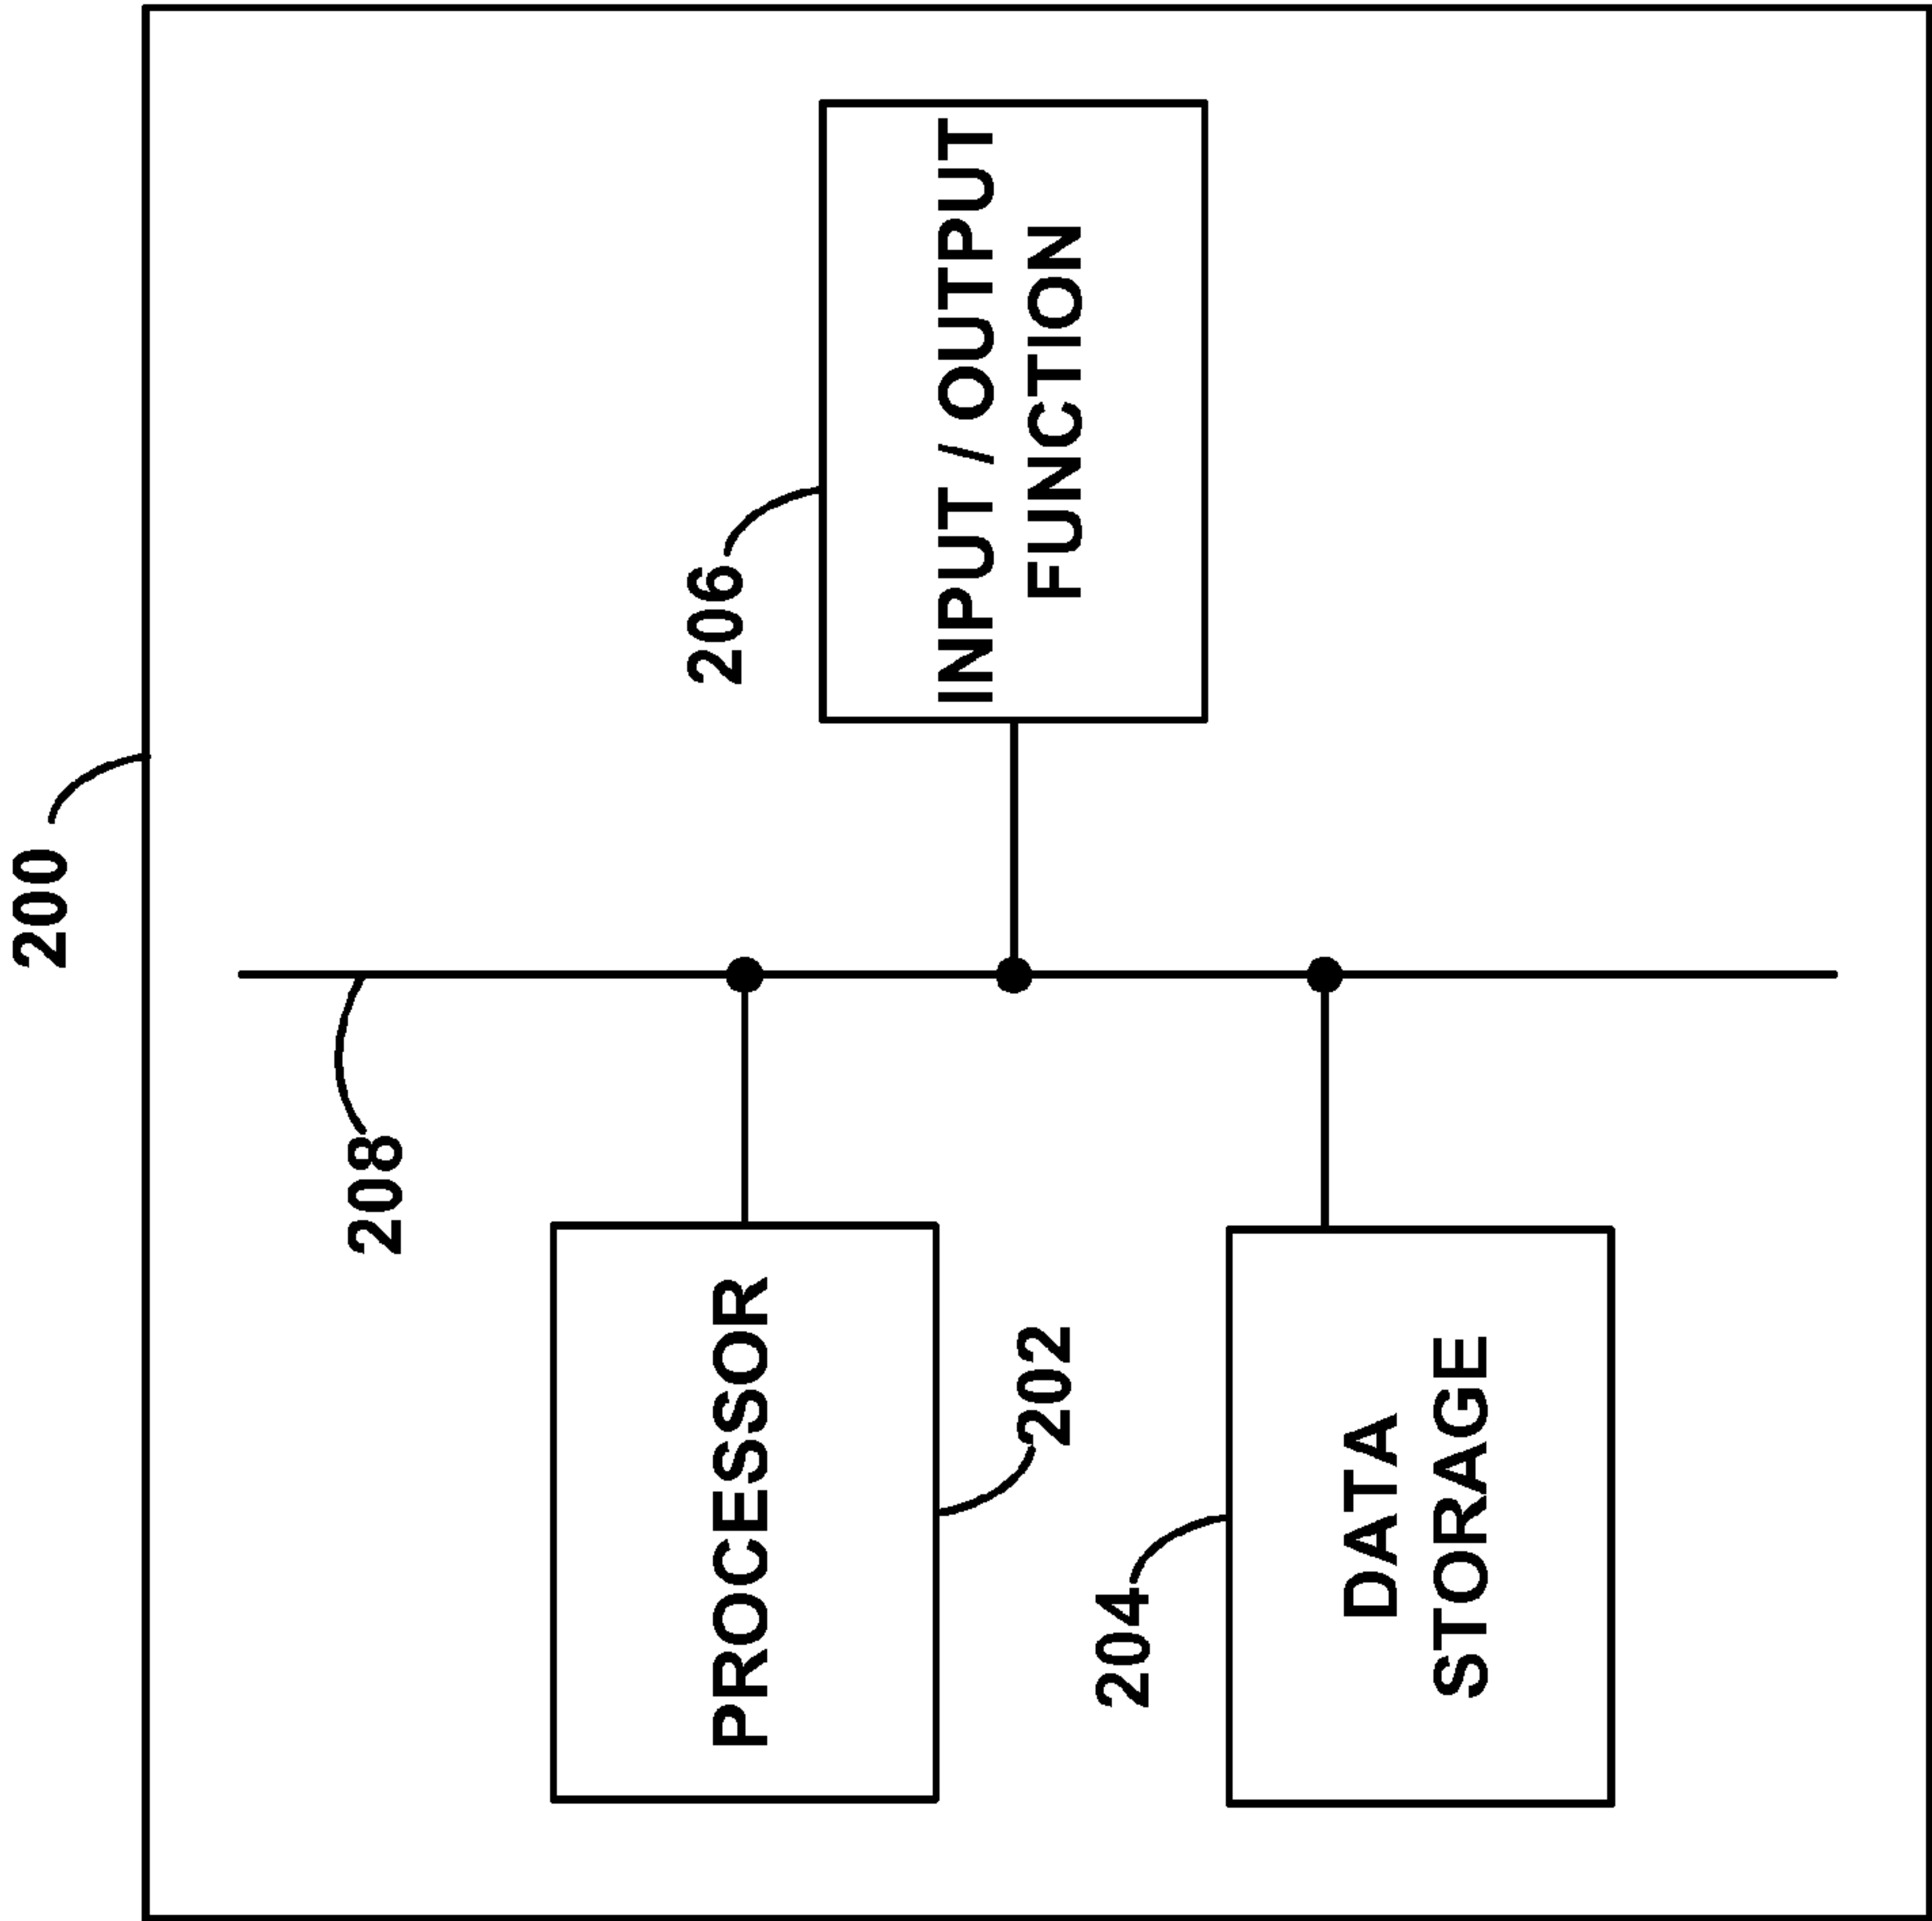 200
208
PROCESSOR
202
204
DATA
STORAGE
206
INPUT / OUTPUT
FUNCTION